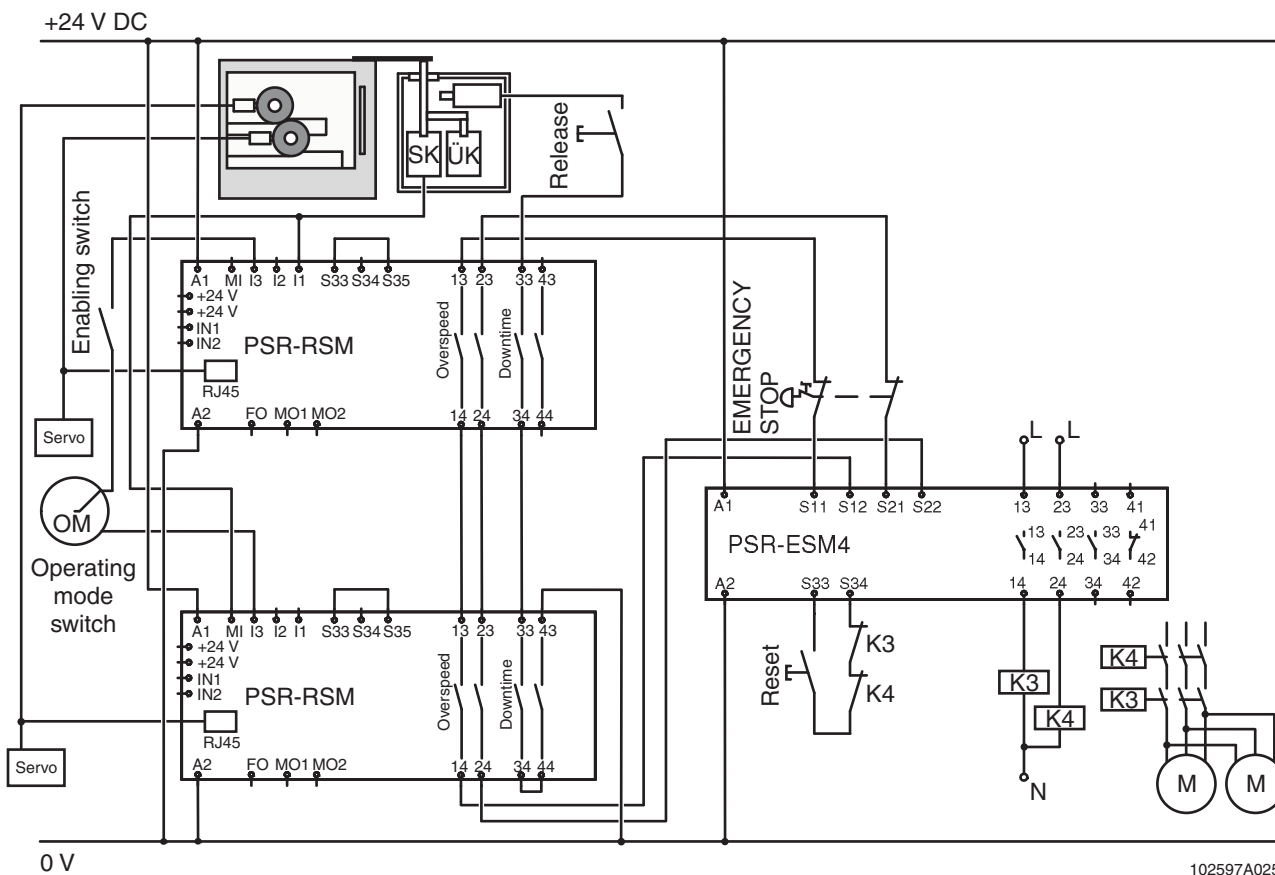 +24 V DC
SK ÜK
Release
Enabling switch
A1 MI I3 I2 I1 S33 S34 S35 13 23 33 43
+24 V
+24 V
IN1
IN2
PSR-RSM
RJ45
Overspeed
Downtime
A2 FO MO1 MO2 14 24 34 44
Servo
OM
Operating
mode
switch
EMERGENCY
STOP
L L
A1 S11 S12 S21 S22 13 23 33 41
PSR-ESM4
13 23 33 41
14 24 34 42
A2 S33 S34 14 24 34 42
A1 MI I3 I2 I1 S33 S34 S35 13 23 33 43
+24 V
+24 V
IN1
IN2
PSR-RSM
RJ45
Overspeed
Downtime
A2 FO MO1 MO2 14 24 34 44
Servo
Reset
K3
K4
K3
K4
N
K4
K3
M M
0 V
102597A025